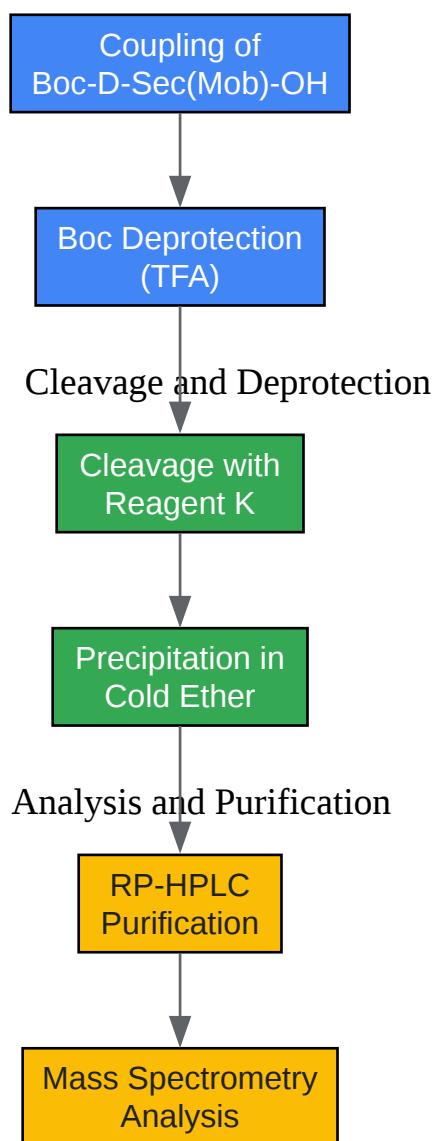 Coupling of
Boc-D-Sec(Mob)-OH
Boc Deprotection
(TFA)
Cleavage and Deprotection
Cleavage with
Reagent K
Precipitation in
Cold Ether
Analysis and Purification
RP-HPLC
Purification
Mass Spectrometry
Analysis